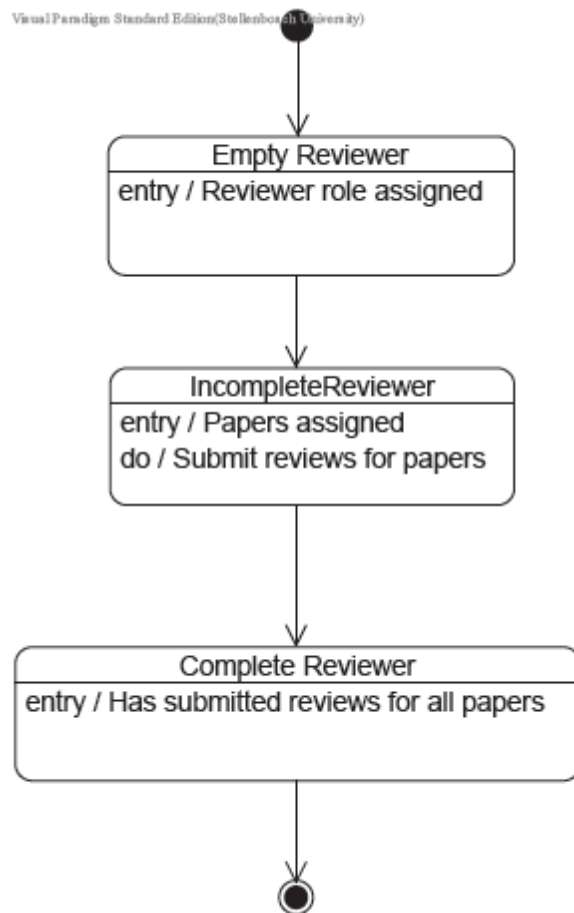 Visual Paradigm Standard Edition(Stellenbosch University)
Empty Reviewer
entry / Reviewer role assigned
IncompleteReviewer
entry / Papers assigned
do / Submit reviews for papers
Complete Reviewer
entry / Has submitted reviews for all papers